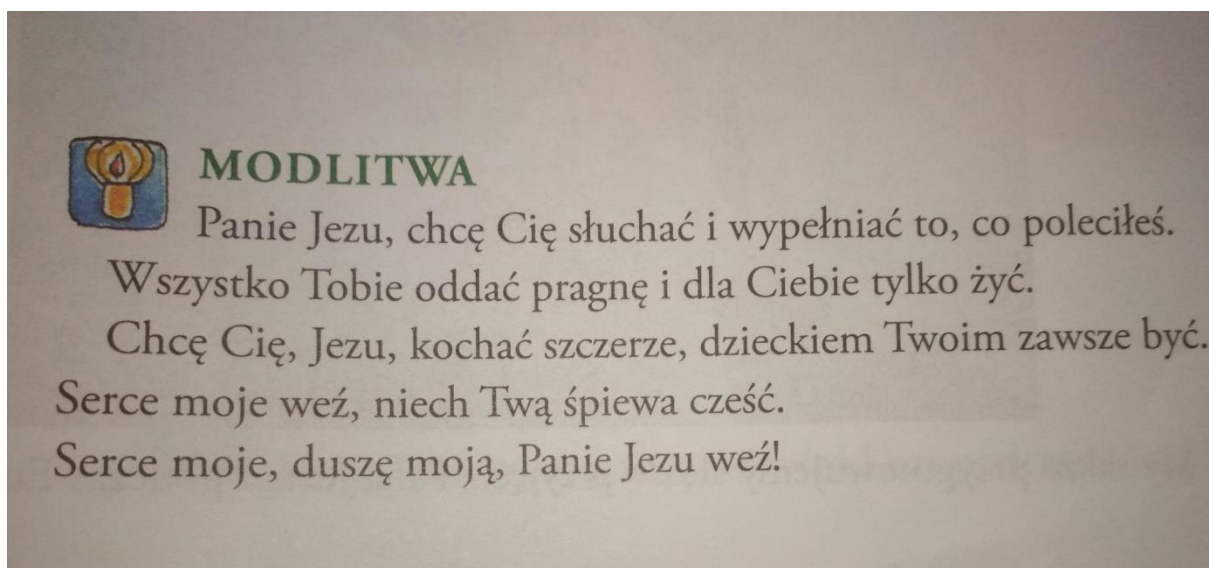 MODLITWA
Panie Jezu, chcę Cię słuchać i wypełniać to, co poleciłeś.
Wszystko Tobie oddać pragnę i dla Ciebie tylko żyć.
Chcę Cię, Jezu, kochać szczerze, dzieckiem Twoim zawsze być.
Serce moje weź, niech Twą śpiewa cześć.
Serce moje, duszę moją, Panie Jezu weź!